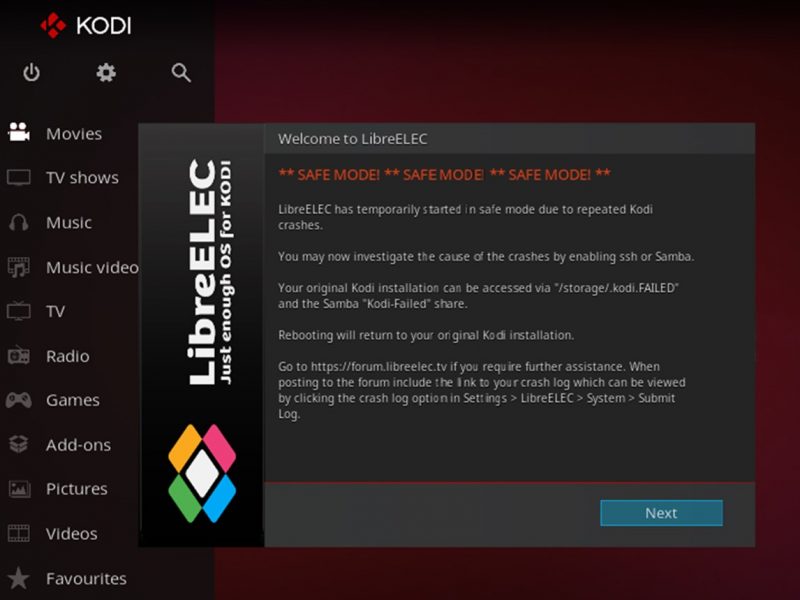 KODI
Movies
TV shows
Music
Music video
TV
Radio
Games
Add-ons
Pictures
Videos
Favourites
LibreELEC
Just enough OS for KODI
Welcome to LibreELEC
** SAFE MODE! ** SAFE MODE! ** SAFE MODE! **
LibreELEC has temporarily started in safe mode due to repeated Kodi
crashes.
You may now investigate the cause of the crashes by enabling ssh or Samba.
Your original Kodi installation can be accessed via "/storage/.kodi.FAILED"
and the Samba "Kodi-Failed" share.
Rebooting will return to your original Kodi installation.
Go to https://forum.libreelec.tv if you require further assistance. When
posting to the forum include the link to your crash log which can be viewed
by clicking the crash log option in Settings > LibreELEC > System > Submit
Log.
Next